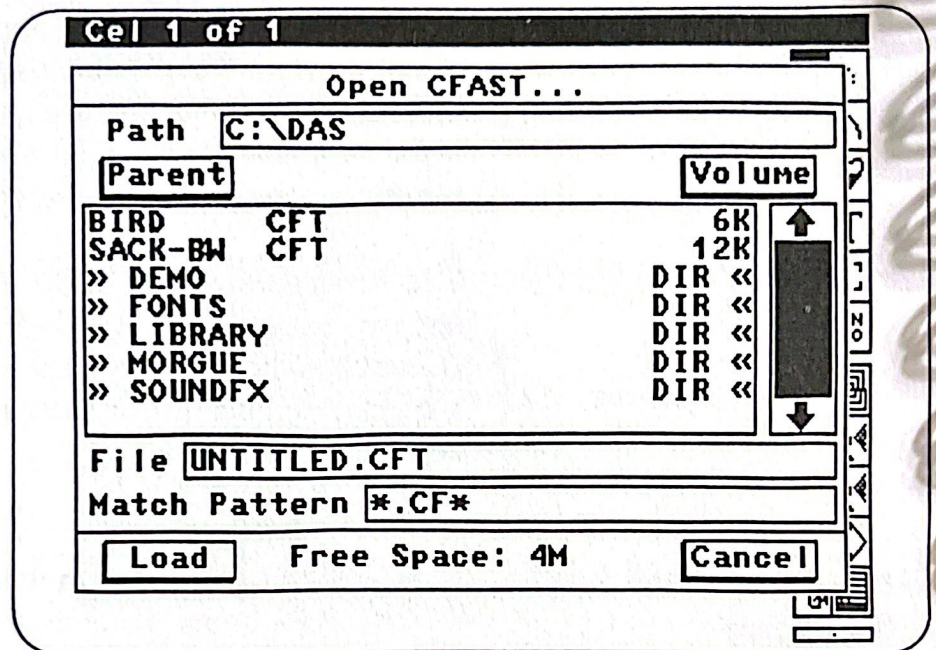 Cel 1 of 1
Open CFAST...
Path C:\DAS
Parent Volume
BIRD CFT 6K
SACK-BW CFT 12K
» DEMO DIR «
» FONTS DIR «
» LIBRARY DIR «
» MORGUE DIR «
» SOUNDFX DIR «
File UNTITLED.CFT
Match Pattern *.CF*
Load Free Space: 4M Cancel
NO